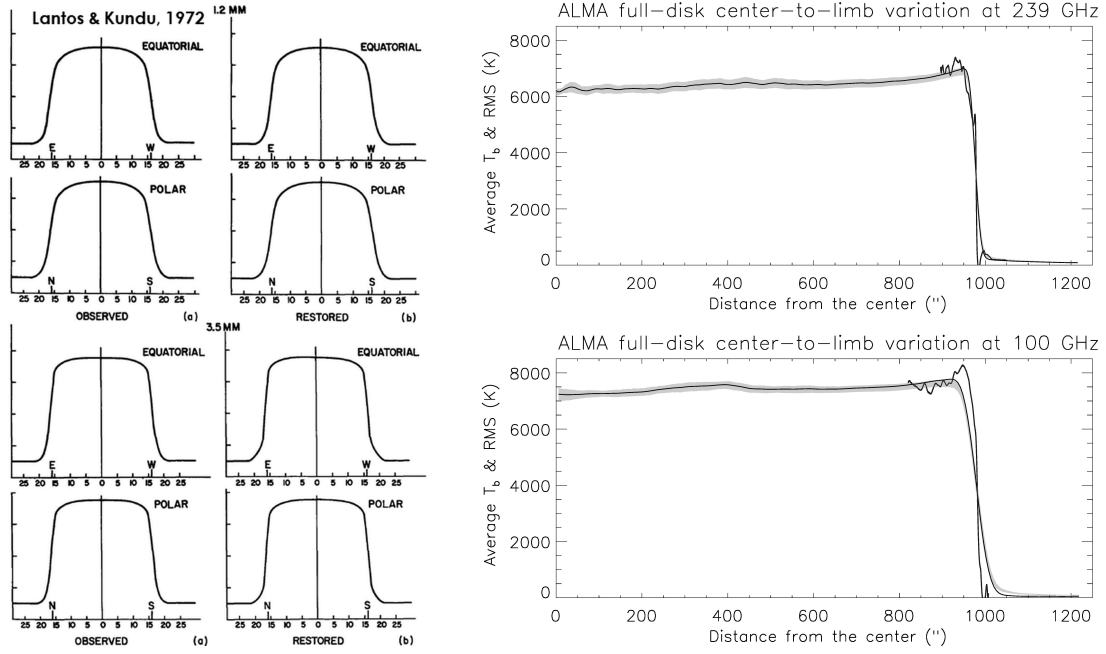 Lantos & Kundu, 1972
1.2 MM
EQUATORIAL
EQUATORIAL
E W
E W
25 20 15 10 5 0 5 10 15 20 25
25 20 15 10 5 0 5 10 15 20 25
POLAR
POLAR
N S
N S
25 20 15 10 5 0 5 10 15 20 25
25 20 15 10 5 0 5 10 15 20 25
OBSERVED (a)
RESTORED (b)
3.5 MM
EQUATORIAL
EQUATORIAL
E W
E W
25 20 15 10 5 0 5 10 15 20 25
25 20 15 10 5 0 5 10 15 20 25
POLAR
POLAR
N S
N S
25 20 15 10 5 0 5 10 15 20 25
25 20 15 10 5 0 5 10 15 20 25
OBSERVED (a)
RESTORED (b)
ALMA full-disk center-to-limb variation at 239 GHz
Average T_b & RMS (K)
8000
6000
4000
2000
0
0 200 400 600 800 1000 1200
Distance from the center (")
ALMA full-disk center-to-limb variation at 100 GHz
Average T_b & RMS (K)
8000
6000
4000
2000
0
0 200 400 600 800 1000 1200
Distance from the center (")